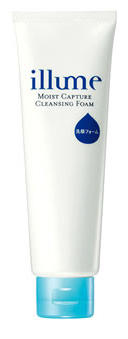 illume
MOIST CAPTURE
CLEANSING FOAM
洗顔フォーム